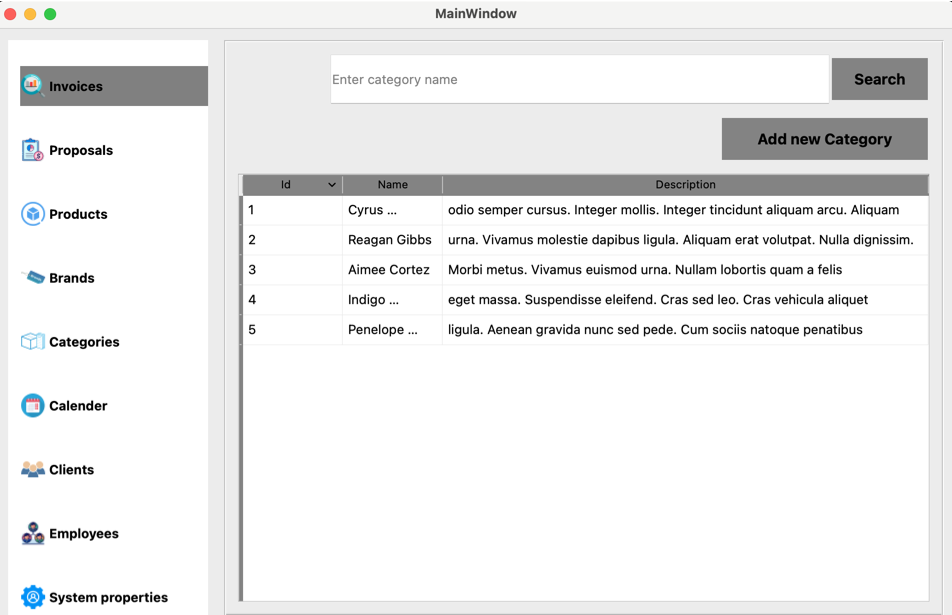 MainWindow
Invoices
Proposals
Products
Brands
Categories
Calender
Clients
Employees
System properties
Enter category name
Search
Add new Category
Id Name Description
1 Cyrus ... odio semper cursus. Integer mollis. Integer tincidunt aliquam arcu. Aliquam
2 Reagan Gibbs urna. Vivamus molestie dapibus ligula. Aliquam erat volutpat. Nulla dignissim.
3 Aimee Cortez Morbi metus. Vivamus euismod urna. Nullam lobortis quam a felis
4 Indigo ... eget massa. Suspendisse eleifend. Cras sed leo. Cras vehicula aliquet
5 Penelope ... ligula. Aenean gravida nunc sed pede. Cum sociis natoque penatibus